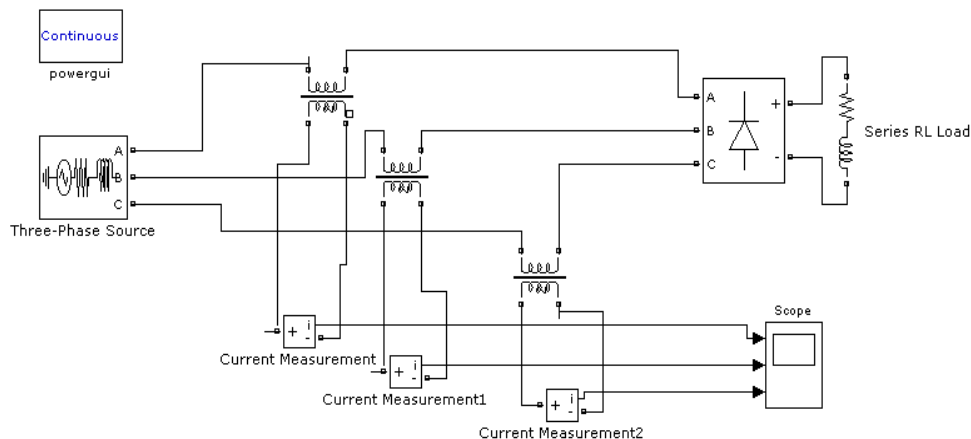 Continuous
powergui
A
B
C
Three-Phase Source
A
B
C
+
-
Series RL Load
+
i
-
Current Measurement
+
i
-
Current Measurement1
+
i
-
Current Measurement2
Scope